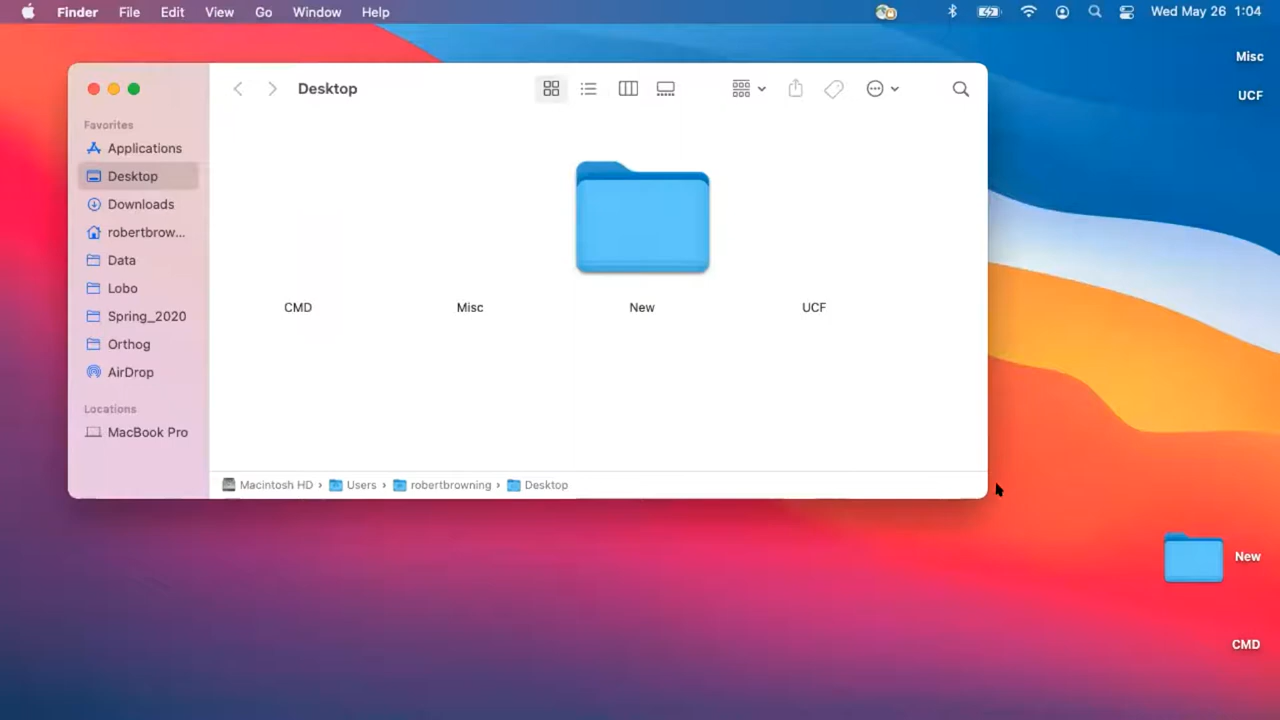 Finder File Edit View Go Window Help Wed May 26 1:04
Misc
UCF
Desktop
Favorites
Applications
Desktop
Downloads
robertbrow...
Data
Lobo
Spring_2020
Orthog
AirDrop
Locations
MacBook Pro
CMD Misc New UCF
Macintosh HD › Users › robertbrowning › Desktop
New
CMD